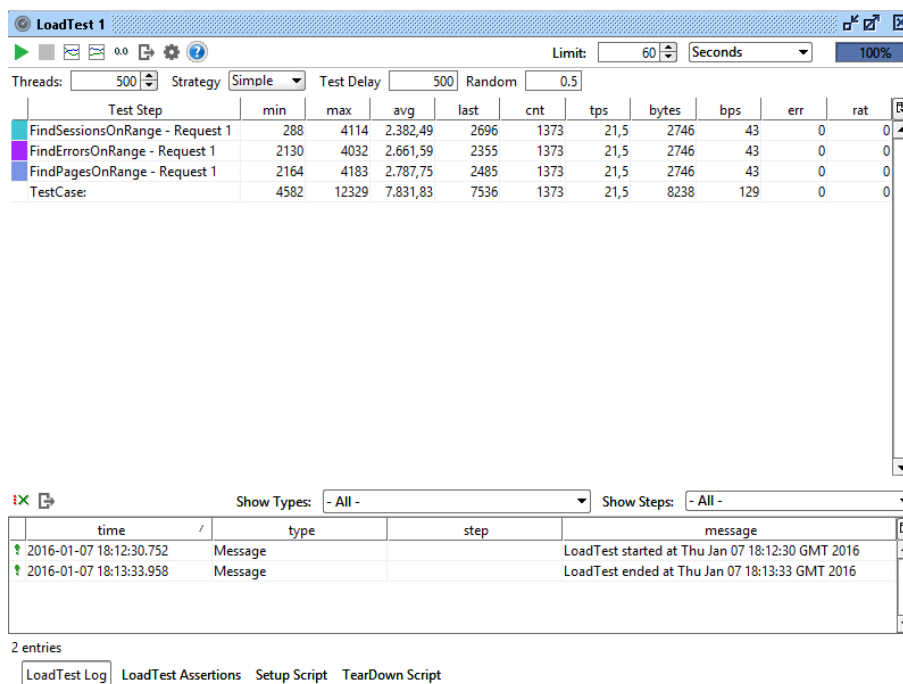 LoadTest 1
0.0 ? Limit: 60 Seconds 100%
Threads: 500 Strategy Simple Test Delay 500 Random 0.5
Test Step min max avg last cnt tps bytes bps err rat
FindSessionsOnRange - Request 1 288 4114 2.382,49 2696 1373 21,5 2746 43 0 0
FindErrorsOnRange - Request 1 2130 4032 2.661,59 2355 1373 21,5 2746 43 0 0
FindPagesOnRange - Request 1 2164 4183 2.787,75 2485 1373 21,5 2746 43 0 0
TestCase: 4582 12329 7.831,83 7536 1373 21,5 8238 129 0 0
Show Types: - All - Show Steps: - All -
time / type step message
2016-01-07 18:12:30.752 Message LoadTest started at Thu Jan 07 18:12:30 GMT 2016
2016-01-07 18:13:33.958 Message LoadTest ended at Thu Jan 07 18:13:33 GMT 2016
2 entries
LoadTest Log LoadTest Assertions Setup Script TearDown Script